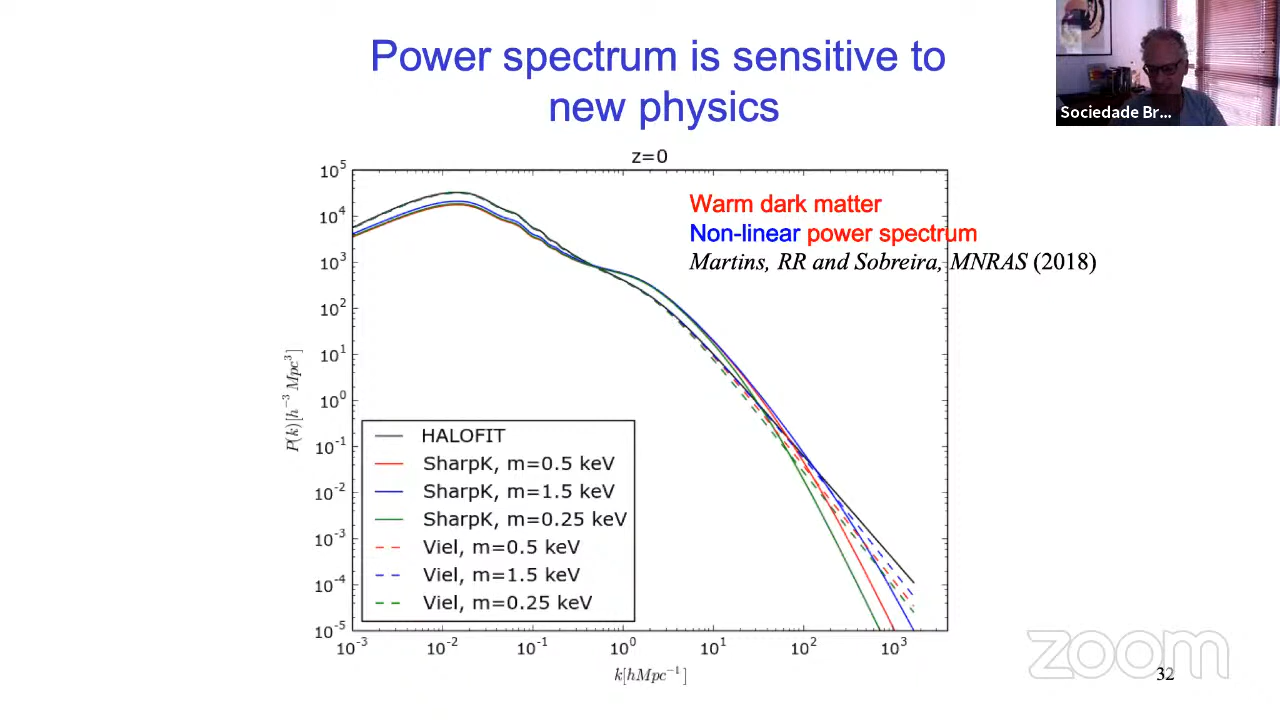 Power spectrum is sensitive to
new physics
Sociedade Br...
z=0
Warm dark matter
Non-linear power spectrum
Martins, RR and Sobreira, MNRAS (2018)
10^5
10^4
10^3
10^2
10^1
10^0
10^-1
10^-2
10^-3
10^-4
10^-5
P(k)[h^-3 Mpc^3]
HALOFIT
SharpK, m=0.5 keV
SharpK, m=1.5 keV
SharpK, m=0.25 keV
Viel, m=0.5 keV
Viel, m=1.5 keV
Viel, m=0.25 keV
10^-3 10^-2 10^-1 10^0 10^1 10^2 10^3
k[hMpc^-1]
zoom
32